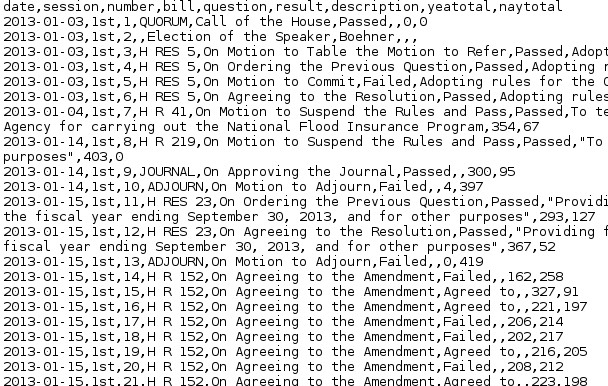 date,session,number,bill,question,result,description,yeatotal,naytotal
2013-01-03,1st,1,QUORUM,Call of the House,Passed,,0,0
2013-01-03,1st,2,,Election of the Speaker,Boehner,,,
2013-01-03,1st,3,H RES 5,On Motion to Table the Motion to Refer,Passed,Adopt
2013-01-03,1st,4,H RES 5,On Ordering the Previous Question,Passed,Adopting r
2013-01-03,1st,5,H RES 5,On Motion to Commit,Failed,Adopting rules for the
2013-01-03,1st,6,H RES 5,On Agreeing to the Resolution,Passed,Adopting rules
2013-01-04,1st,7,H R 41,On Motion to Suspend the Rules and Pass,Passed,To te
Agency for carrying out the National Flood Insurance Program,354,67
2013-01-14,1st,8,H R 219,On Motion to Suspend the Rules and Pass,Passed,"To
purposes",403,0
2013-01-14,1st,9,JOURNAL,On Approving the Journal,Passed,,300,95
2013-01-14,1st,10,ADJOURN,On Motion to Adjourn,Failed,,4,397
2013-01-15,1st,11,H RES 23,On Ordering the Previous Question,Passed,"Providi
the fiscal year ending September 30, 2013, and for other purposes",293,127
2013-01-15,1st,12,H RES 23,On Agreeing to the Resolution,Passed,"Providing f
fiscal year ending September 30, 2013, and for other purposes",367,52
2013-01-15,1st,13,ADJOURN,On Motion to Adjourn,Failed,,0,419
2013-01-15,1st,14,H R 152,On Agreeing to the Amendment,Failed,,162,258
2013-01-15,1st,15,H R 152,On Agreeing to the Amendment,Agreed to,,327,91
2013-01-15,1st,16,H R 152,On Agreeing to the Amendment,Agreed to,,221,197
2013-01-15,1st,17,H R 152,On Agreeing to the Amendment,Failed,,206,214
2013-01-15,1st,18,H R 152,On Agreeing to the Amendment,Failed,,202,217
2013-01-15,1st,19,H R 152,On Agreeing to the Amendment,Agreed to,,216,205
2013-01-15,1st,20,H R 152,On Agreeing to the Amendment,Failed,,208,212
2013-01-15,1st,21,H R 152,On Agreeing to the Amendment,Agreed to,,223,198